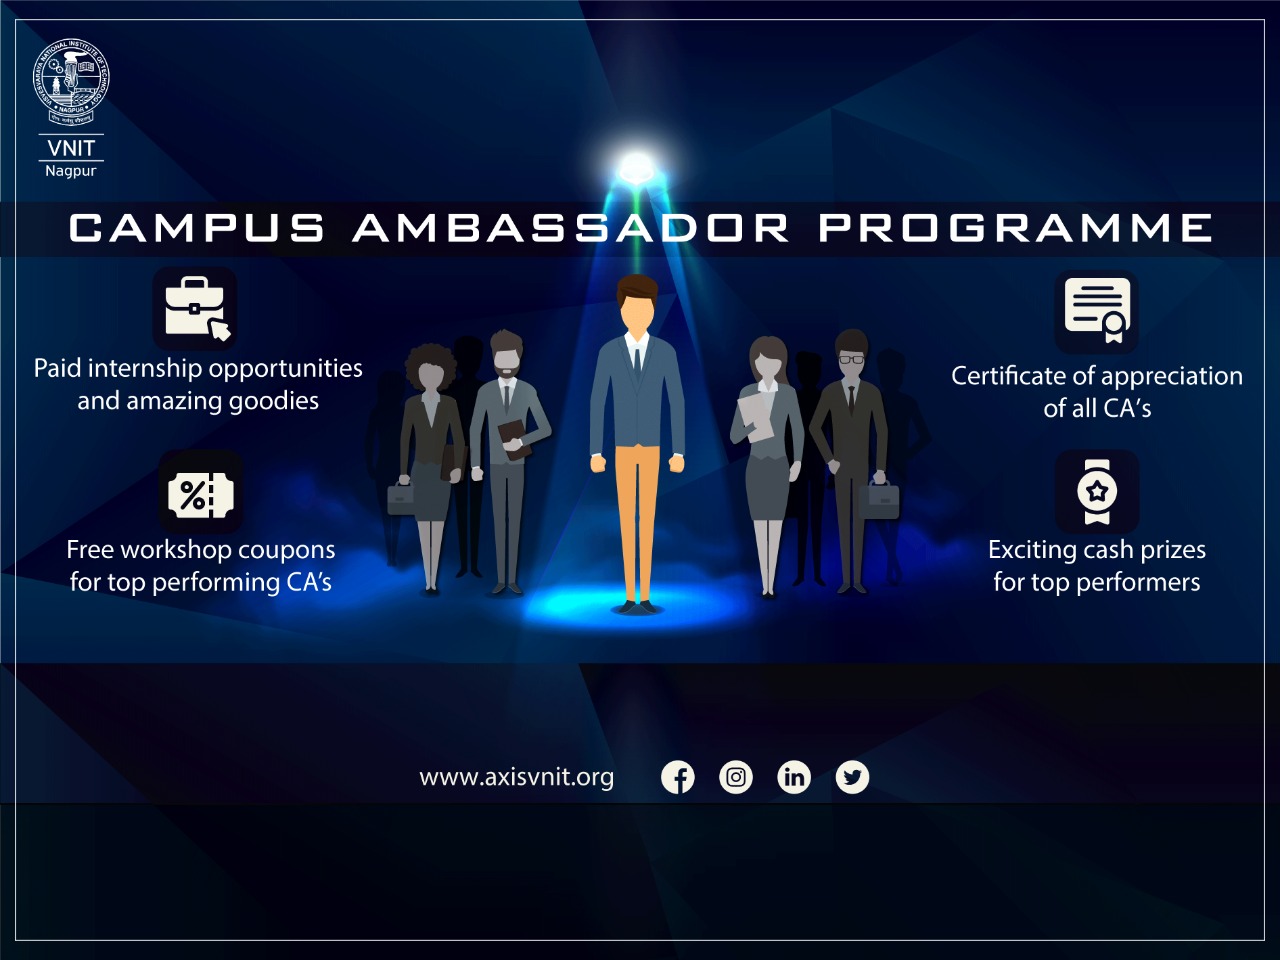 VISVESVARAYA NATIONAL INSTITUTE OF TECHNOLOGY
NAGPUR
VNIT
Nagpur
CAMPUS AMBASSADOR PROGRAMME
Paid internship opportunities
and amazing goodies
Free workshop coupons
for top performing CA's
Certificate of appreciation
of all CA's
Exciting cash prizes
for top performers
www.axisvnit.org